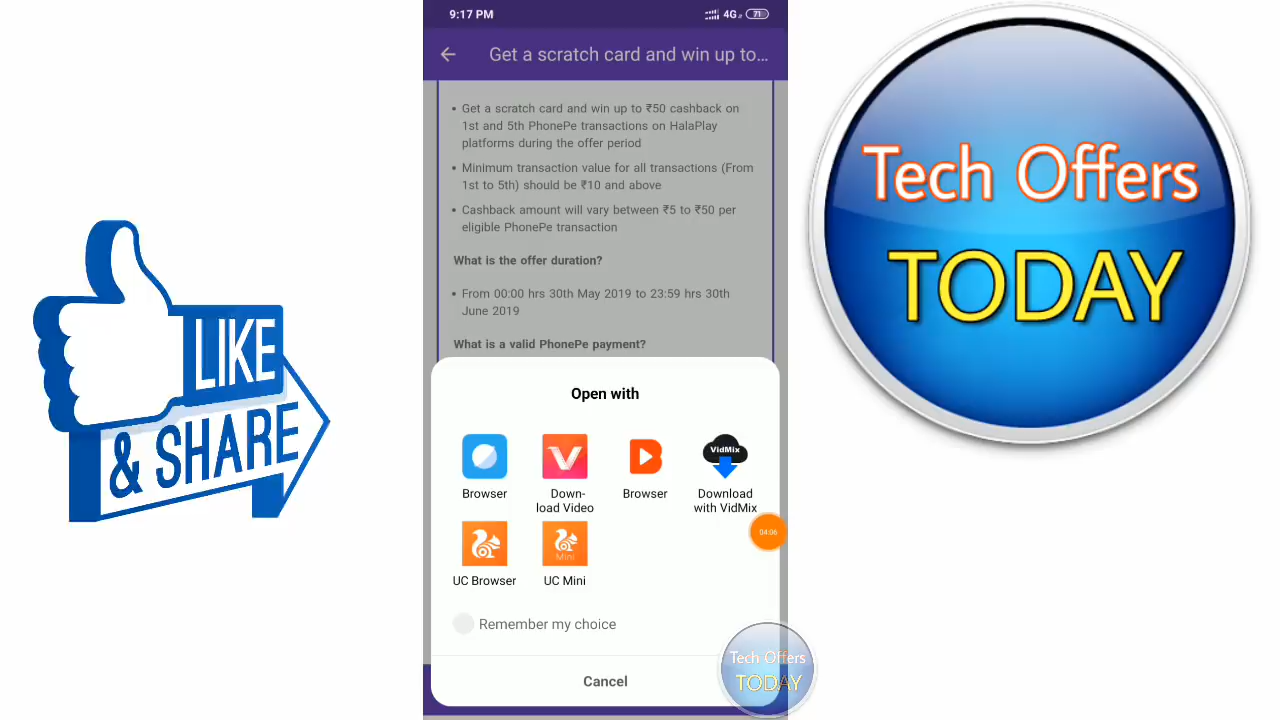 9:17 PM
4G
71
Get a scratch card and win up to...
• Get a scratch card and win up to ₹50 cashback on
1st and 5th PhonePe transactions on HalaPlay
platforms during the offer period
• Minimum transaction value for all transactions (From
1st to 5th) should be ₹10 and above
• Cashback amount will vary between ₹5 to ₹50 per
eligible PhonePe transaction
What is the offer duration?
• From 00:00 hrs 30th May 2019 to 23:59 hrs 30th
June 2019
What is a valid PhonePe payment?
Open with
VidMix
Browser
Down-
load Video
Browser
Download
with VidMix
04:06
Mini
UC Browser
UC Mini
Remember my choice
Cancel
LIKE
& SHARE
Tech Offers
TODAY
Tech Offers
TODAY